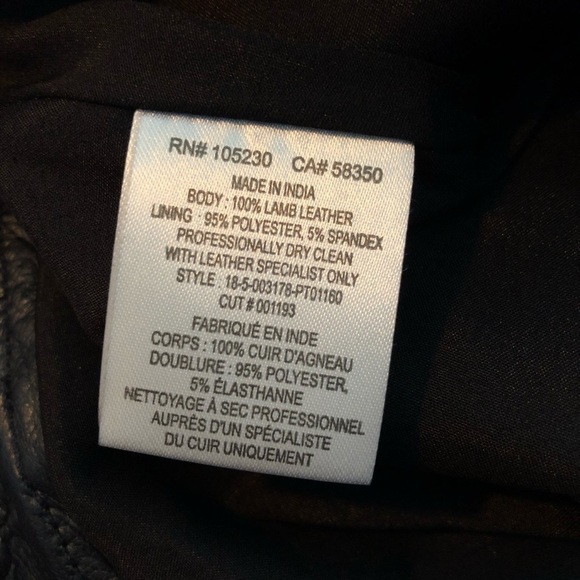 RN# 105230 CA# 58350
MADE IN INDIA
BODY : 100% LAMB LEATHER
LINING : 95% POLYESTER, 5% SPANDEX
PROFESSIONALLY DRY CLEAN
WITH LEATHER SPECIALIST ONLY
STYLE : 18-5-003178-PT01160
CUT # 001193
FABRIQUÉ EN INDE
CORPS : 100% CUIR D'AGNEAU
DOUBLURE : 95% POLYESTER,
5% ÉLASTHANNE
NETTOYAGE À SEC PROFESSIONNEL
AUPRÈS D'UN SPÉCIALISTE
DU CUIR UNIQUEMENT